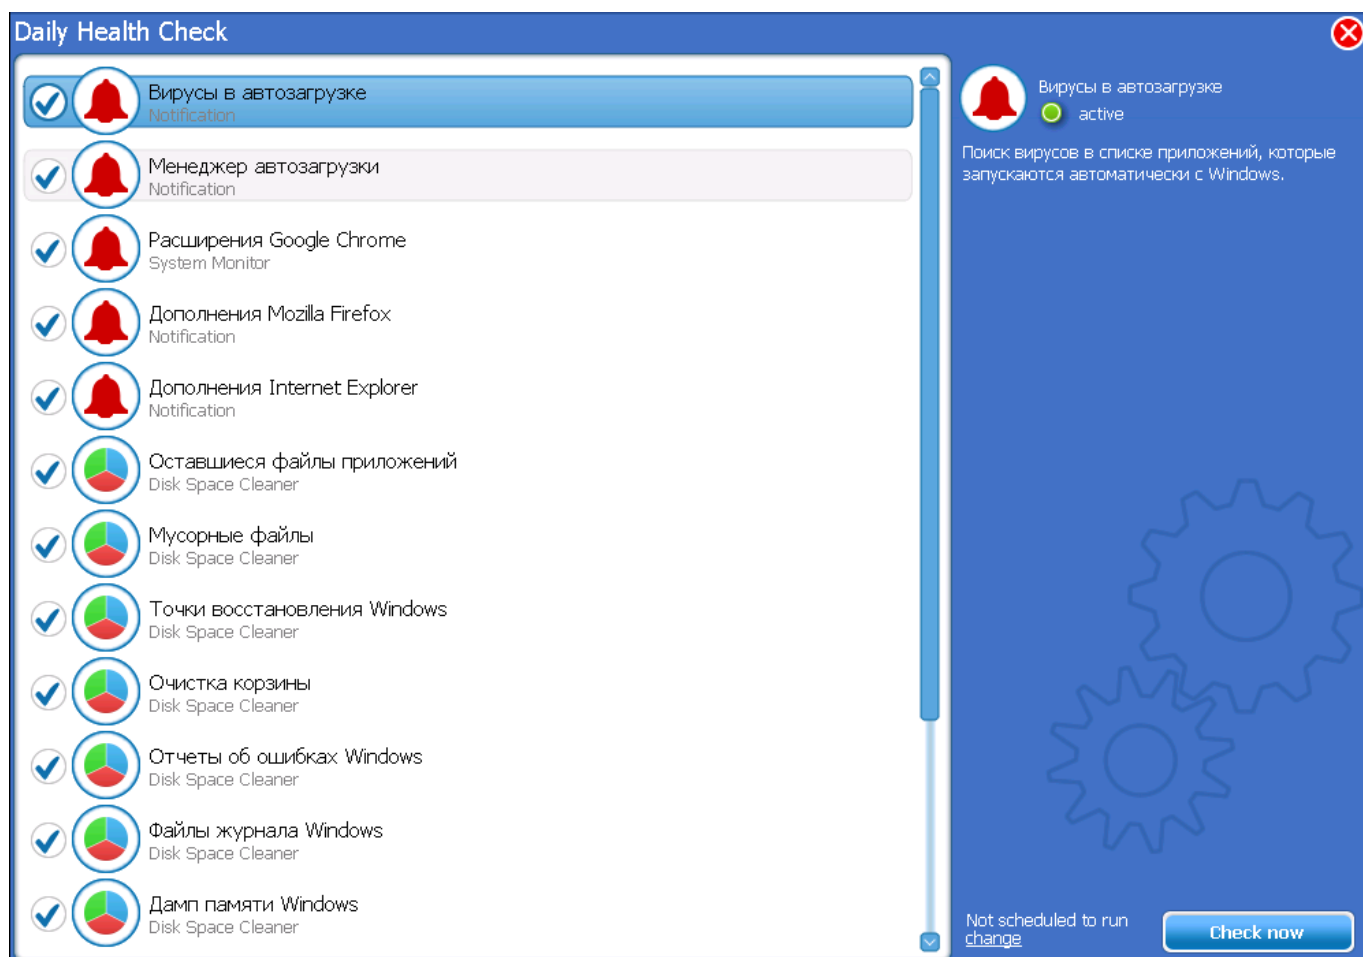 Daily Health Check
Вирусы в автозагрузке
Notification
Менеджер автозагрузки
Notification
Расширения Google Chrome
System Monitor
Дополнения Mozilla Firefox
Notification
Дополнения Internet Explorer
Notification
Оставшиеся файлы приложений
Disk Space Cleaner
Мусорные файлы
Disk Space Cleaner
Точки восстановления Windows
Disk Space Cleaner
Очистка корзины
Disk Space Cleaner
Отчеты об ошибках Windows
Disk Space Cleaner
Файлы журнала Windows
Disk Space Cleaner
Дамп памяти Windows
Disk Space Cleaner
Вирусы в автозагрузке
active
Поиск вирусов в списке приложений, которые
запускаются автоматически с Windows.
Not scheduled to run
change
Check now